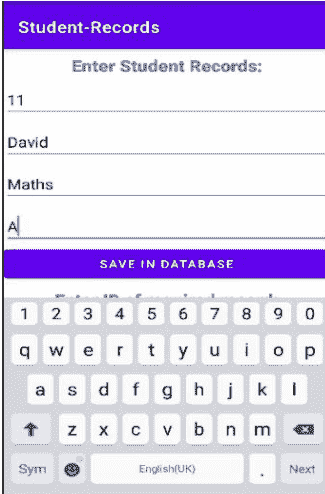 Student-Records
Enter Student Records:
11
David
Maths
A
SAVE IN DATABASE
1 2 3 4 5 6 7 8 9 0
q w e r t y u i o p
a s d f g h j k l
z x c v b n m
Sym English(UK) . Next